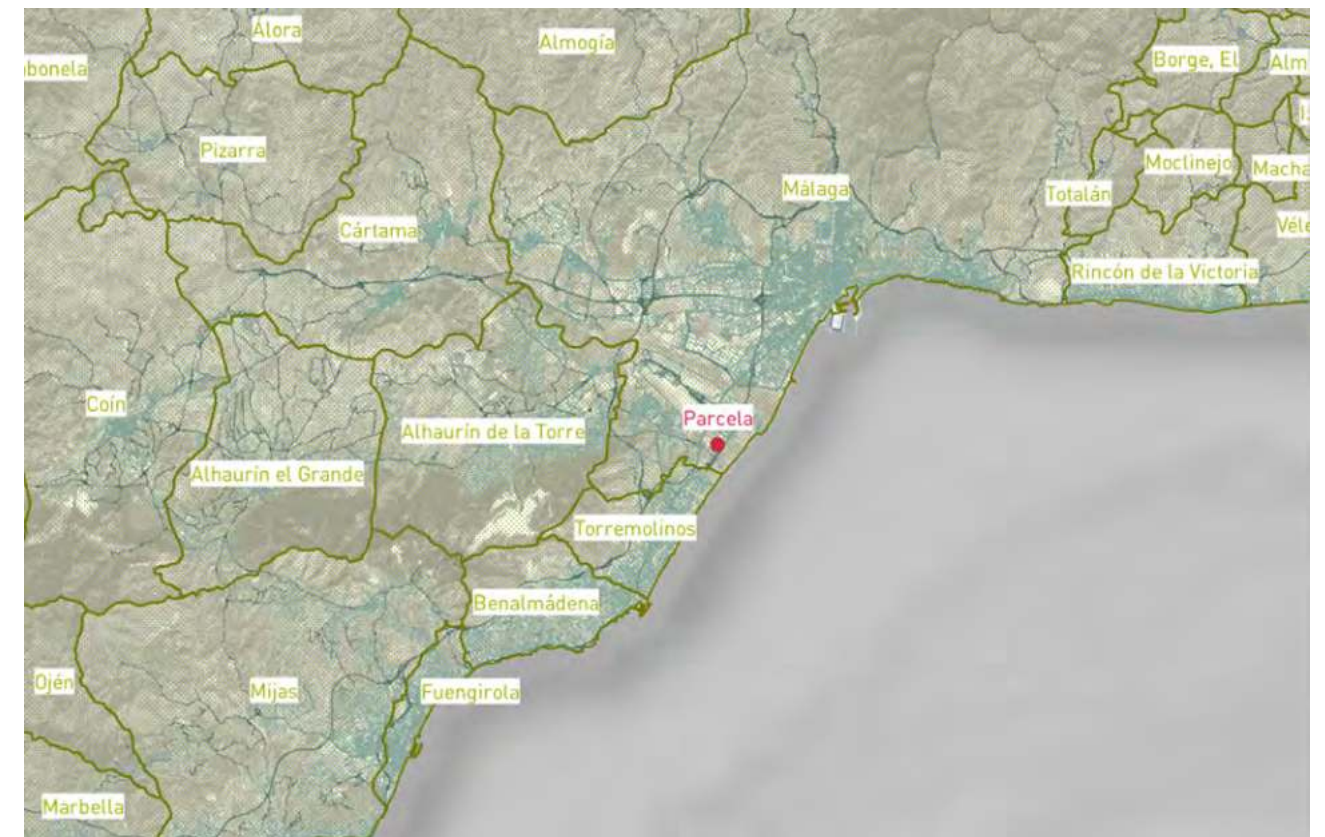 Álora
Almogía
bonela
Borge, El
Alm
Pizarra
Moclinejo
Macha
Málaga
Totalán
Cártama
Véle
Rincón de la Victoria
Coín
Parcela
Alhaurín de la Torre
Alhaurín el Grande
Torremolinos
Benalmádena
Ojén
Mijas
Fuengirola
Marbella